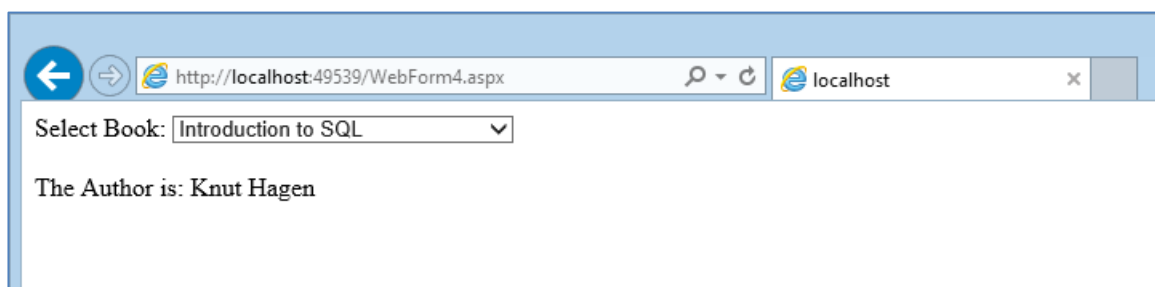 http://localhost:49539/WebForm4.aspx
localhost
Select Book: Introduction to SQL
The Author is: Knut Hagen